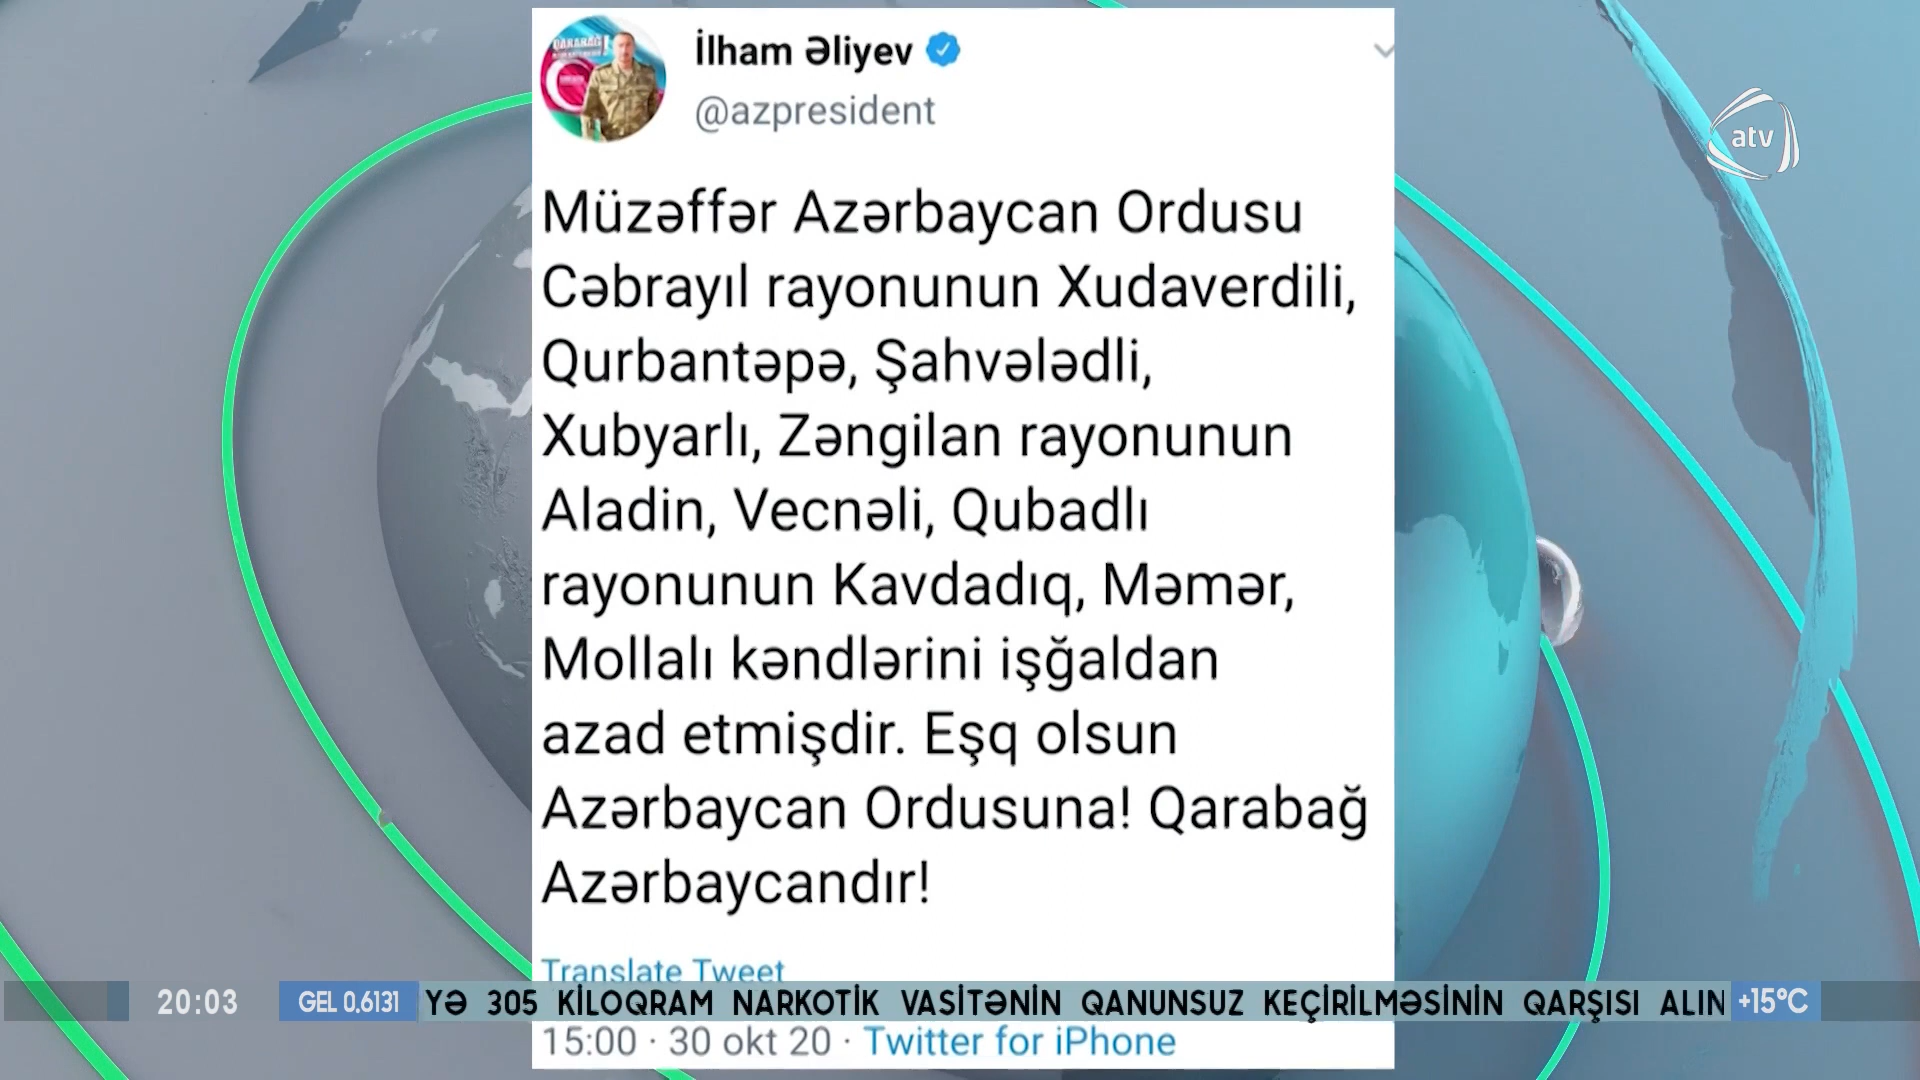 İlham Əliyev
@azpresident
atv
Müzəffər Azərbaycan Ordusu
Cəbrayıl rayonunun Xudaverdili,
Qurbantəpə, Şahvələdli,
Xubyarlı, Zəngilan rayonunun
Aladin, Vecnəli, Qubadlı
rayonunun Kavdadıq, Məmər,
Mollalı kəndlərini işğaldan
azad etmişdir. Eşq olsun
Azərbaycan Ordusuna! Qarabağ
Azərbaycandır!
Translate Tweet
20:03 GEL 0.6131 YƏ 305 KİLOQRAM NARKOTİK VASİTƏNİN QANUNSUZ KEÇİRİLMƏSİNİN QARŞISI ALIN +15°C
15:00 · 30 okt 20 · Twitter for iPhone